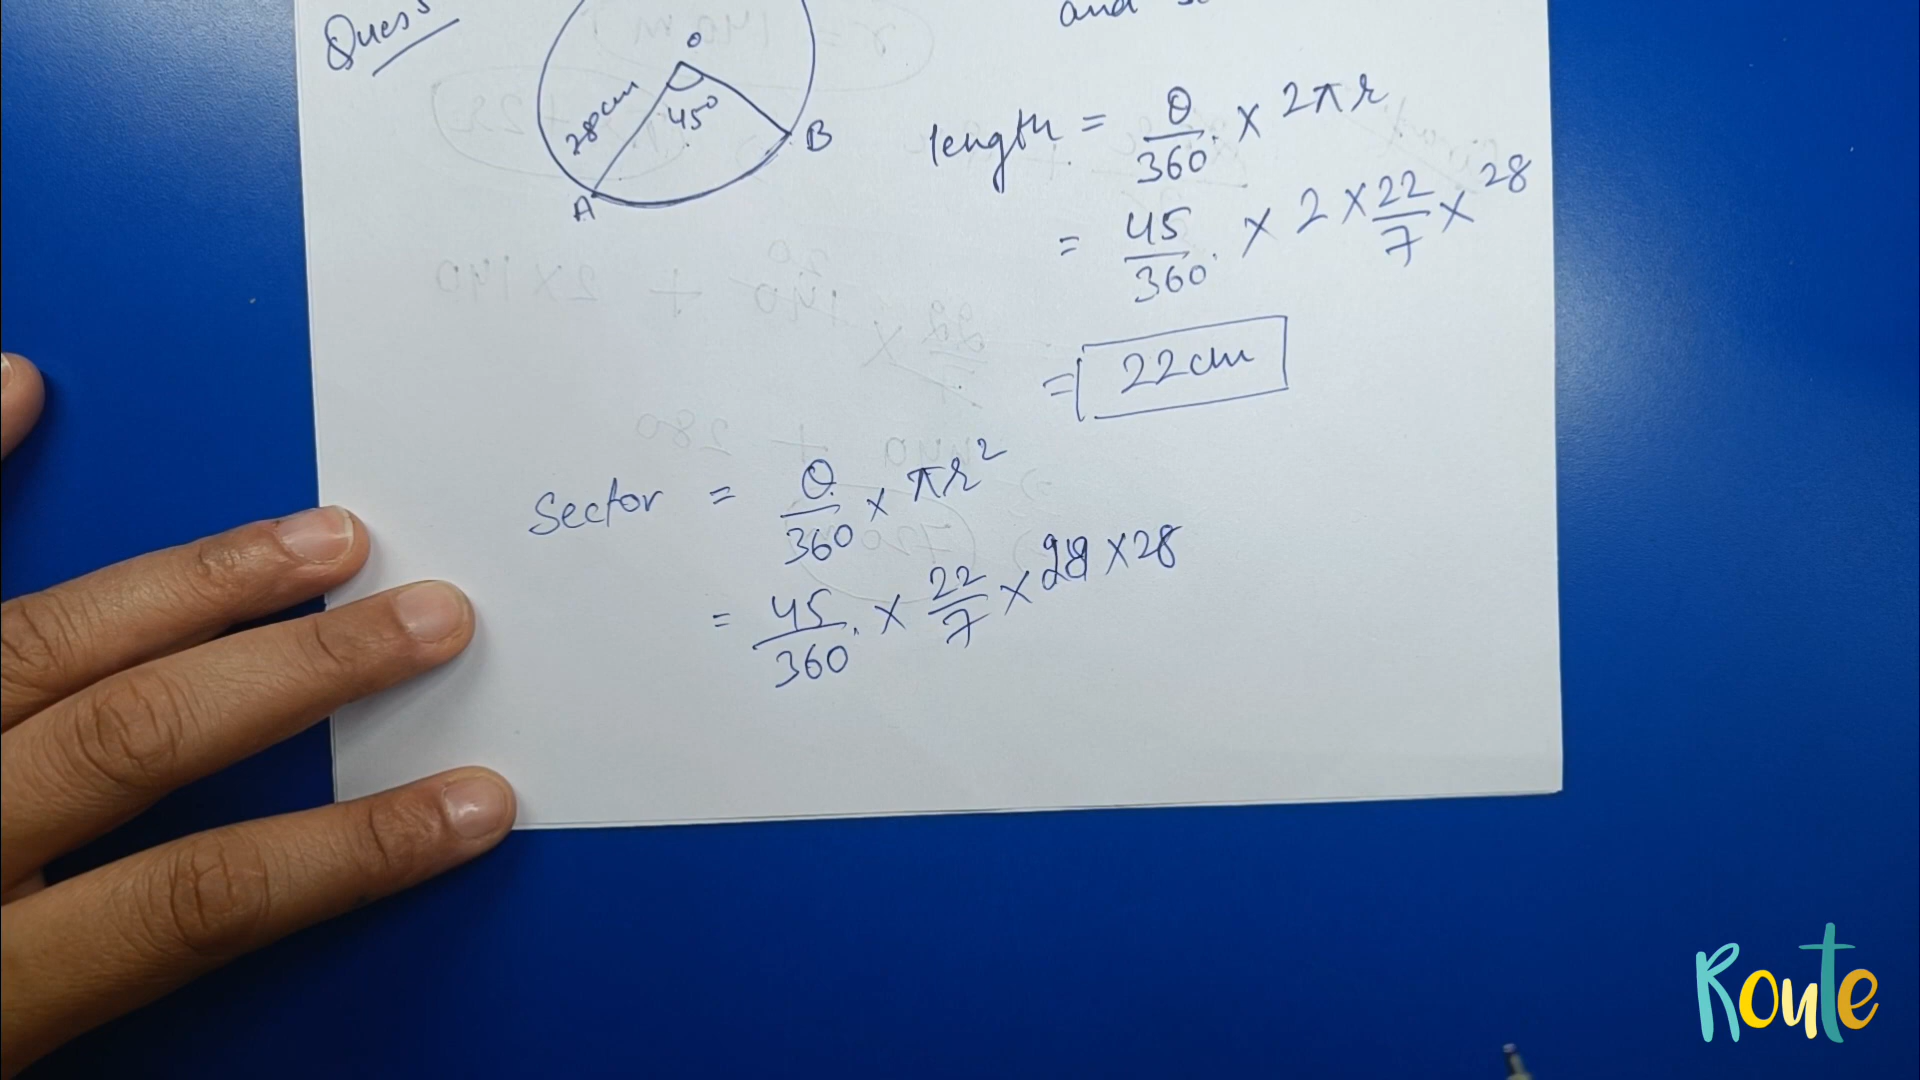 Ques
and
O
28cm
45°
B
A
length = θ/360 × 2πr
= 45/360 × 2 × 22/7 × 28
= 22cm
Sector = θ/360 × πr²
= 45/360 × 22/7 × 28 × 28
Route